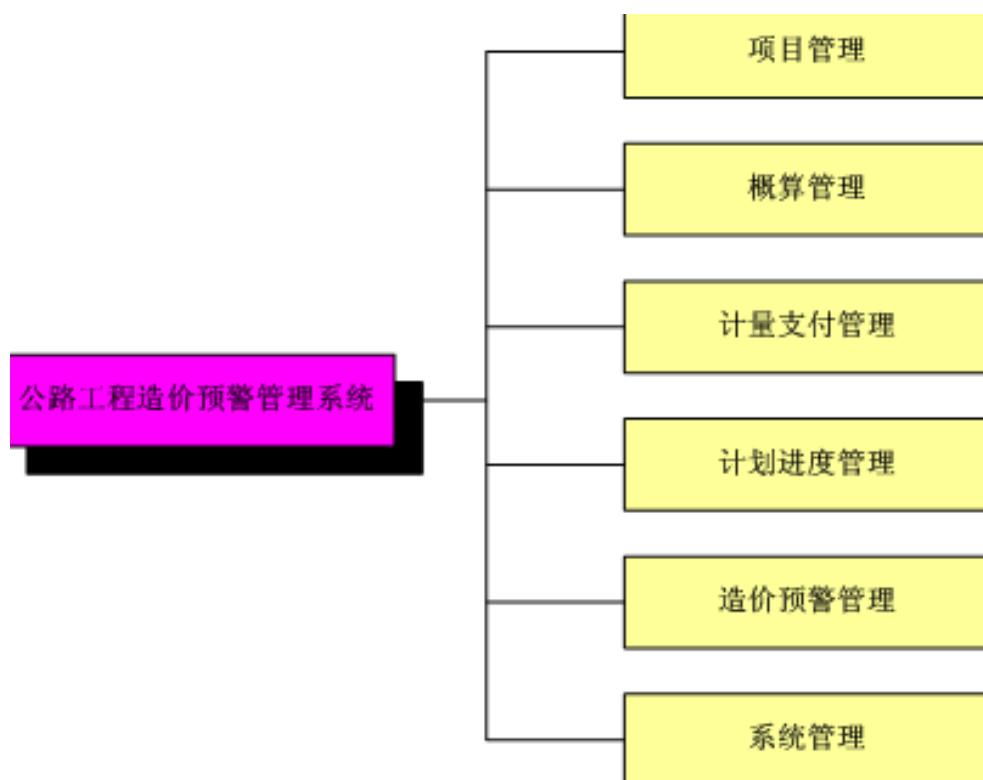 项目管理
概算管理
计量支付管理
公路工程造价预警管理系统
计划进度管理
造价预警管理
系统管理